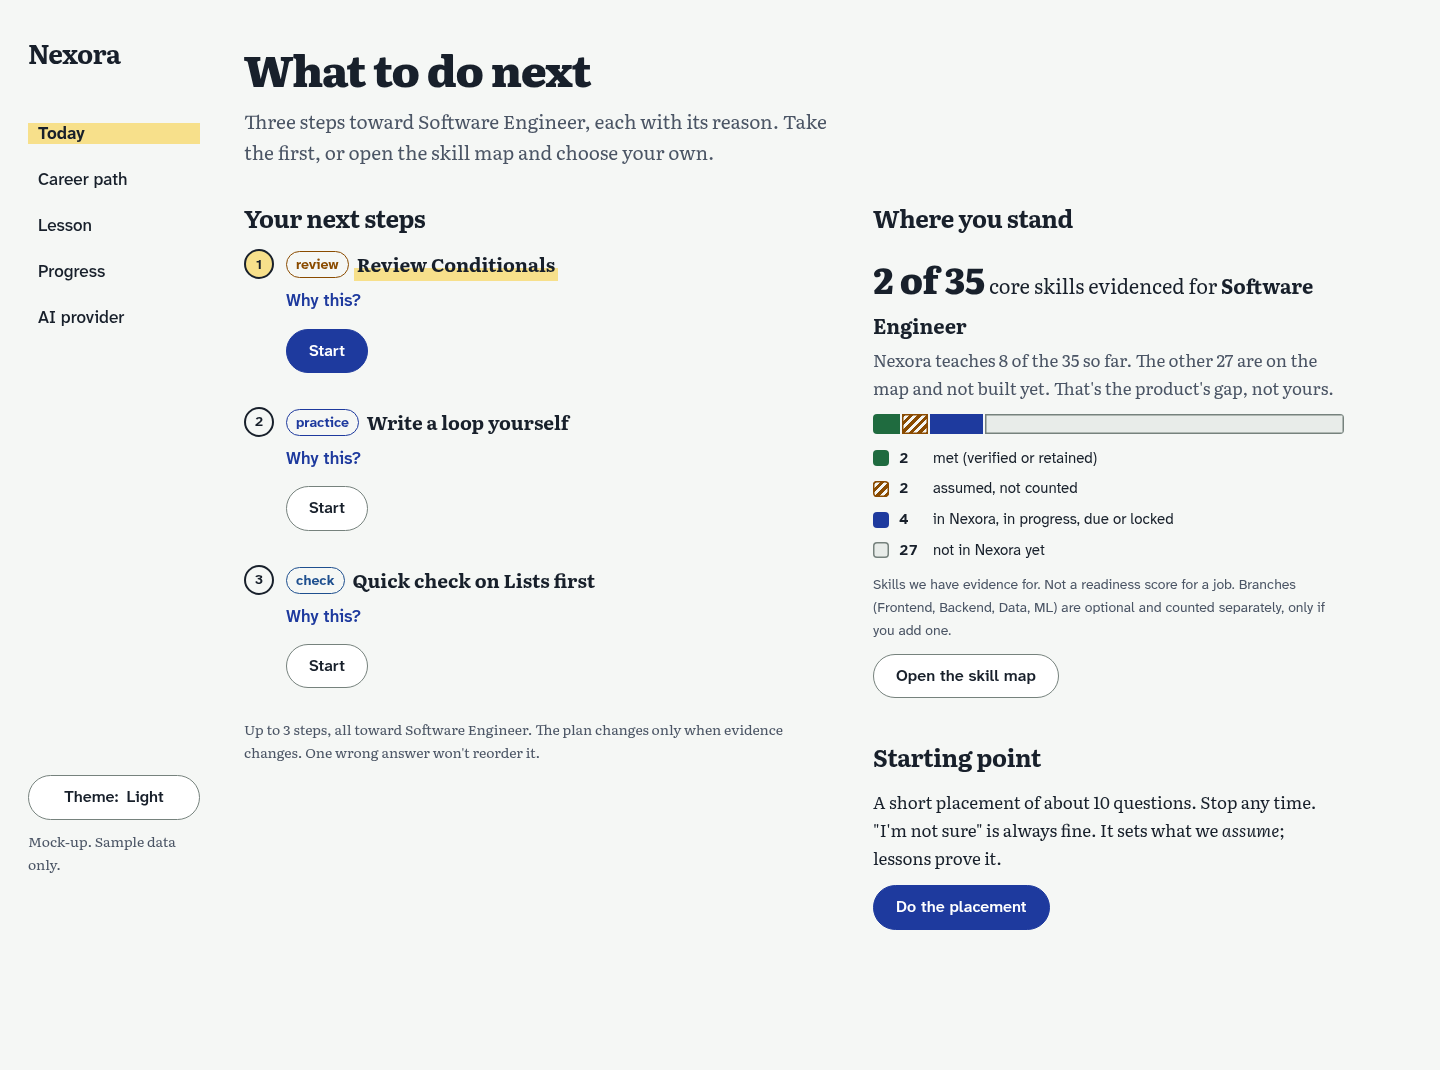 Nexora
Today
Career path
Lesson
Progress
AI provider
Theme: Light
Mock-up. Sample data
only.
What to do next
Three steps toward Software Engineer, each with its reason. Take
the first, or open the skill map and choose your own.
Your next steps
1 review Review Conditionals
Why this?
Start
2 practice Write a loop yourself
Why this?
Start
3 check Quick check on Lists first
Why this?
Start
Up to 3 steps, all toward Software Engineer. The plan changes only when evidence
changes. One wrong answer won't reorder it.
Where you stand
2 of 35 core skills evidenced for Software
Engineer
Nexora teaches 8 of the 35 so far. The other 27 are on the
map and not built yet. That's the product's gap, not yours.
2 met (verified or retained)
2 assumed, not counted
4 in Nexora, in progress, due or locked
27 not in Nexora yet
Skills we have evidence for. Not a readiness score for a job. Branches
(Frontend, Backend, Data, ML) are optional and counted separately, only if
you add one.
Open the skill map
Starting point
A short placement of about 10 questions. Stop any time.
"I'm not sure" is always fine. It sets what we assume;
lessons prove it.
Do the placement